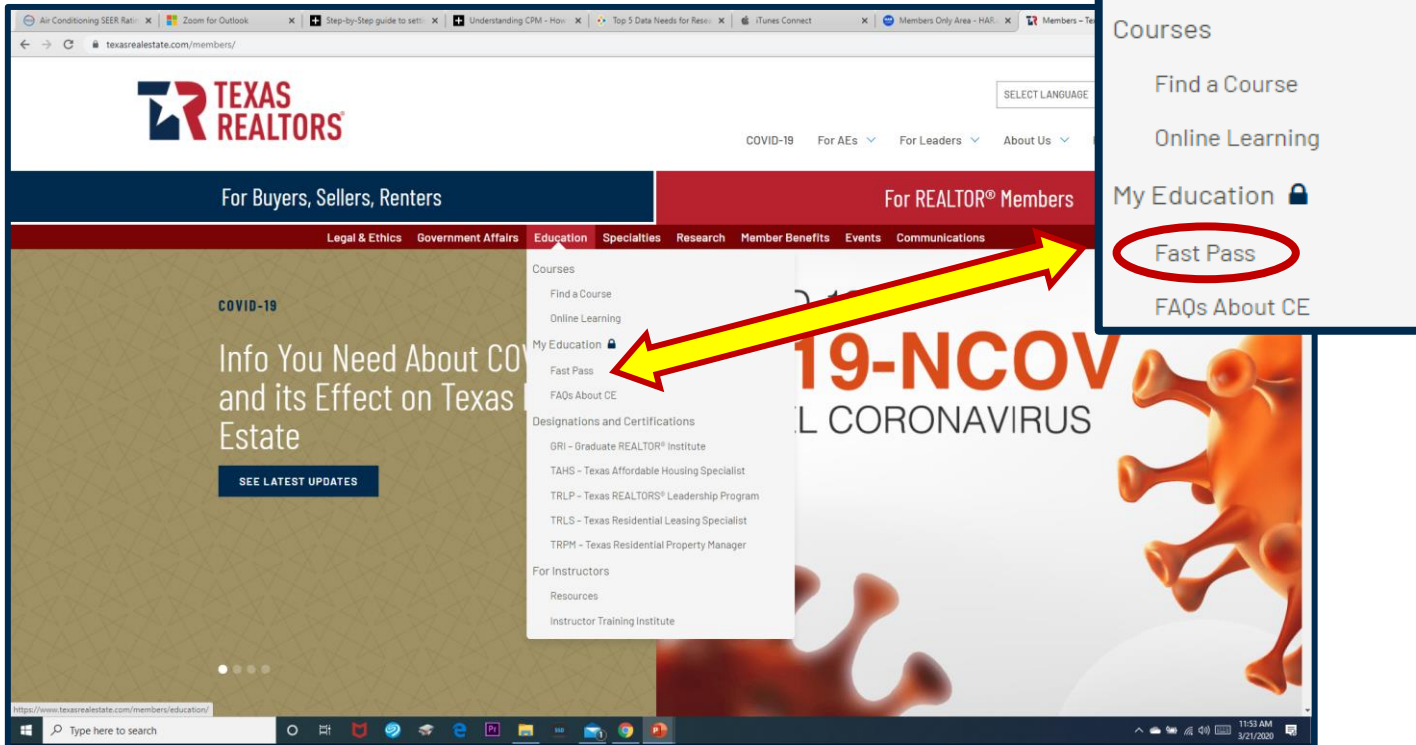 Air Conditioning SEER Ratin
Zoom for Outlook
Step-by-Step guide to setti
Understanding CPM - How
Top 5 Data Needs for Resea
iTunes Connect
Members Only Area - HAR.
Members – Te
texasrealestate.com/members/
TEXAS
REALTORS®
SELECT LANGUAGE
COVID-19 For AEs For Leaders About Us
For Buyers, Sellers, Renters
For REALTOR® Members
Legal & Ethics Government Affairs Education Specialties Research Member Benefits Events Communications
Courses
Find a Course
Online Learning
My Education
Fast Pass
FAQs About CE
Designations and Certifications
GRI – Graduate REALTOR® Institute
TAHS – Texas Affordable Housing Specialist
TRLP – Texas REALTORS® Leadership Program
TRLS – Texas Residential Leasing Specialist
TRPM – Texas Residential Property Manager
For Instructors
Resources
Instructor Training Institute
COVID-19
Info You Need About COV
and its Effect on Texas
Estate
SEE LATEST UPDATES
19-NCOV
L CORONAVIRUS
Courses
Find a Course
Online Learning
My Education
Fast Pass
FAQs About CE
https://www.texasrealestate.com/members/education/
Type here to search
Pr
11:53 AM
3/21/2020